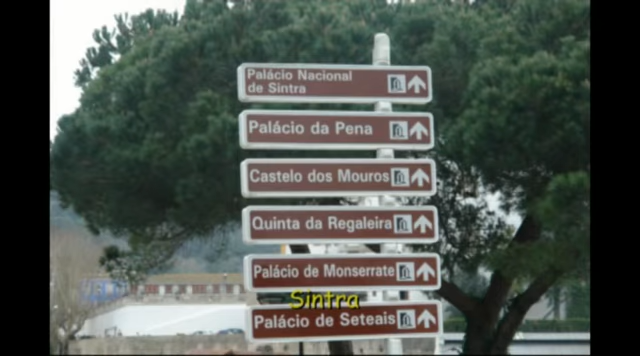 Palácio Nacional
de Sintra
Palácio da Pena
Castelo dos Mouros
Quinta da Regaleira
Palácio de Monserrate
Sintra
Palácio de Seteais